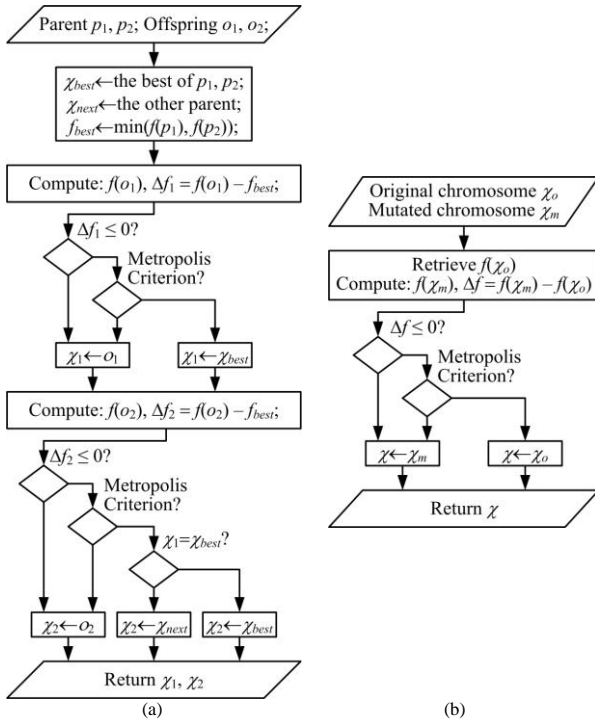 Parent p₁, p₂; Offspring o₁, o₂;
χbest←the best of p₁, p₂;
χnext←the other parent;
fbest←min(f(p₁), f(p₂));
Compute: f(o₁), Δf₁ = f(o₁) – fbest;
Δf₁ ≤ 0?
Metropolis
Criterion?
χ₁←o₁
χ₁←χbest
Compute: f(o₂), Δf₂ = f(o₂) – fbest;
Δf₂ ≤ 0?
Metropolis
Criterion?
χ₁=χbest?
χ₂←o₂
χ₂←χnext
χ₂←χbest
Return χ₁, χ₂
(a)
Original chromosome χo
Mutated chromosome χm
Retrieve f(χo)
Compute: f(χm), Δf = f(χm) – f(χo)
Δf ≤ 0?
Metropolis
Criterion?
χ←χm
χ←χo
Return χ
(b)